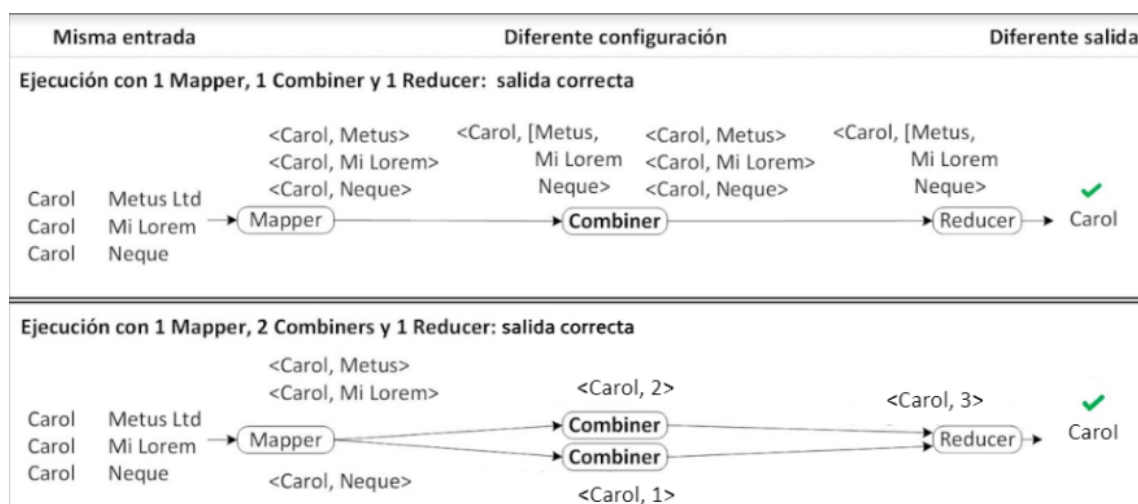 Misma entrada Diferente configuración Diferente salida
Ejecución con 1 Mapper, 1 Combiner y 1 Reducer: salida correcta
<Carol, Metus> <Carol, [Metus, <Carol, Metus> <Carol, [Metus,
<Carol, Mi Lorem> Mi Lorem <Carol, Mi Lorem> Mi Lorem
<Carol, Neque> Neque> <Carol, Neque> Neque>
Carol Metus Ltd
Carol Mi Lorem Mapper Combiner Reducer Carol
Carol Neque
Ejecución con 1 Mapper, 2 Combiners y 1 Reducer: salida correcta
<Carol, Metus>
<Carol, Mi Lorem> <Carol, 2> <Carol, 3>
Carol Metus Ltd Combiner
Carol Mi Lorem Mapper Reducer Carol
Carol Neque Combiner
<Carol, Neque> <Carol, 1>